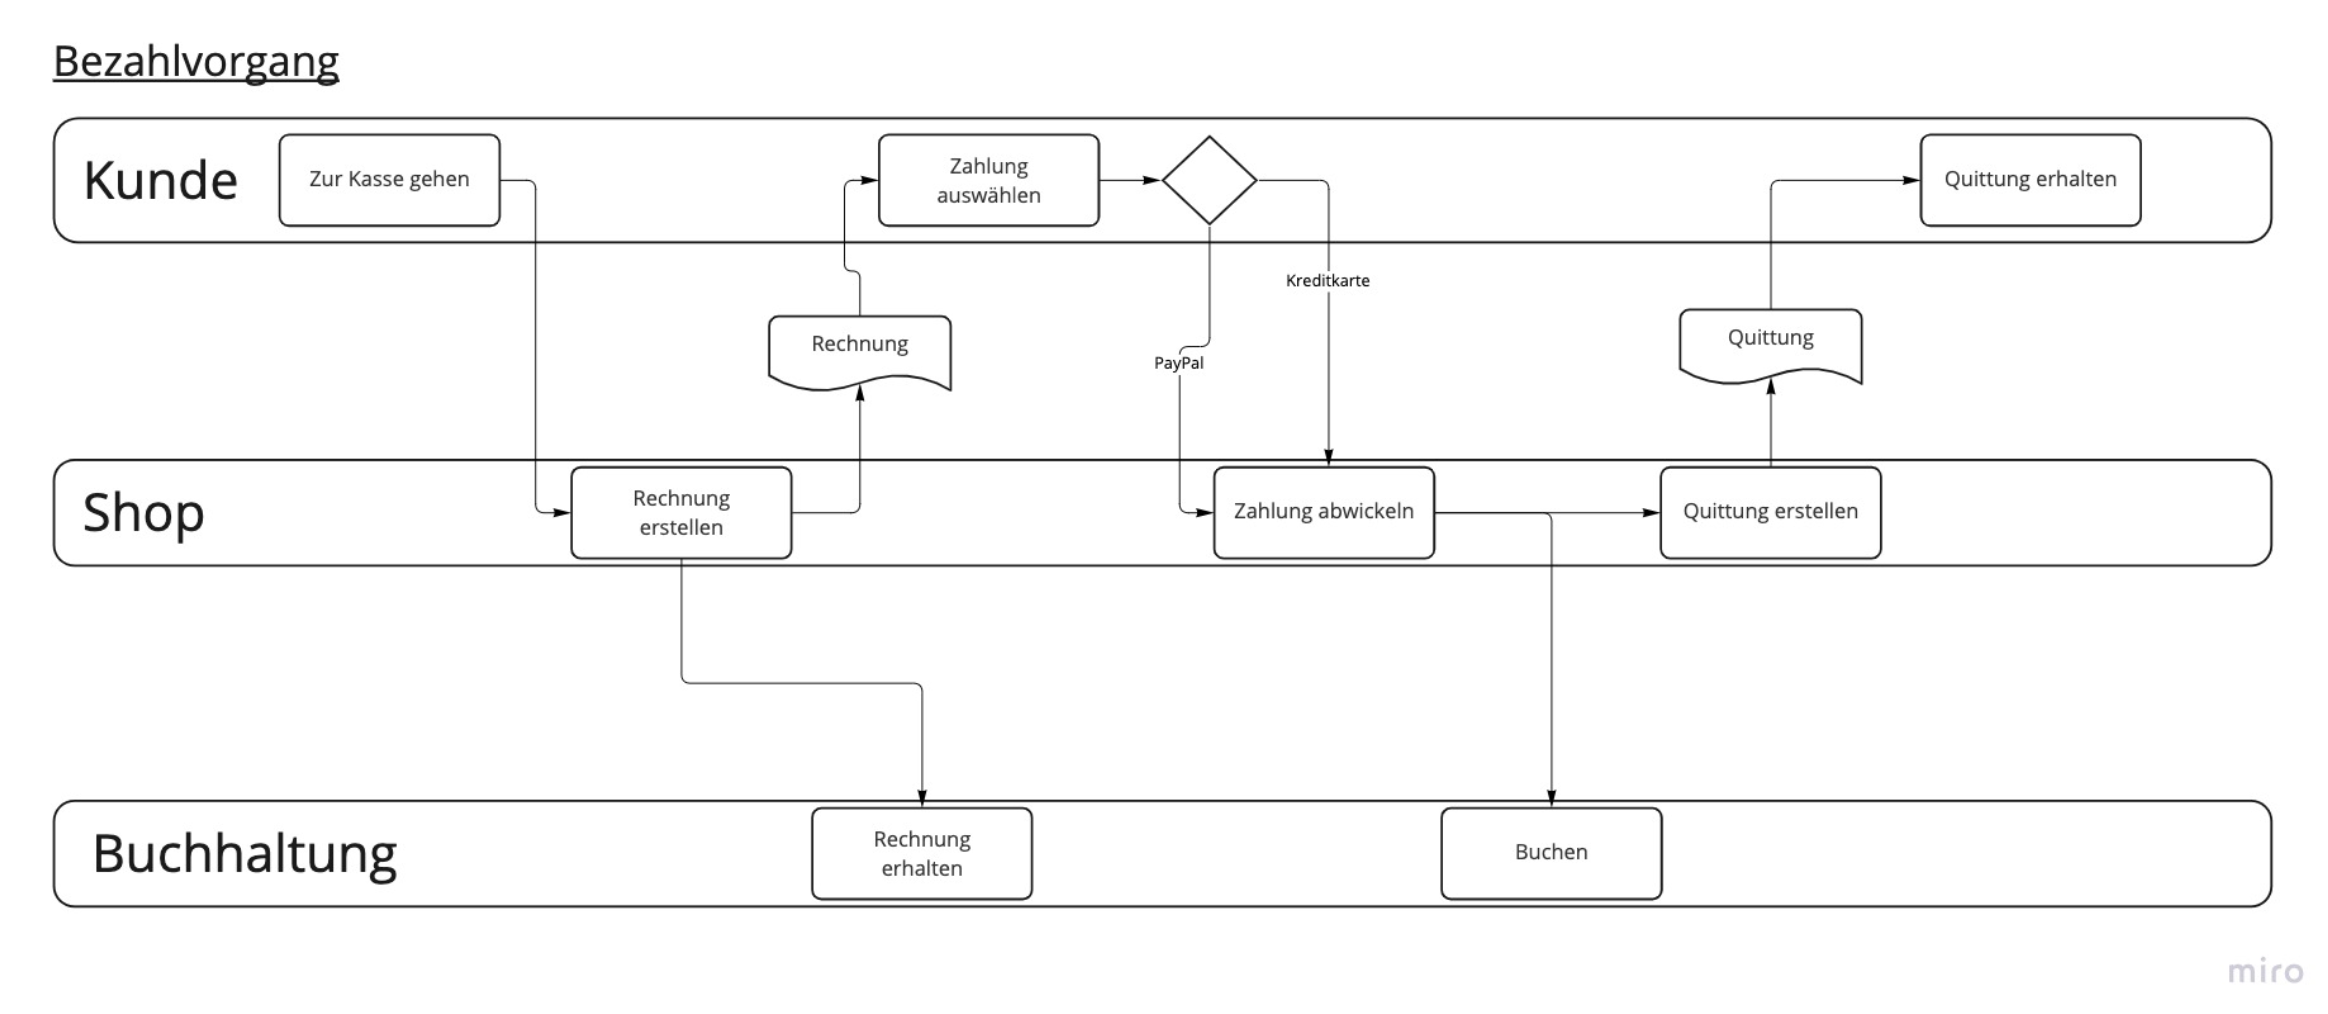 Bezahlvorgang
Kunde
Zur Kasse gehen
Zahlung
auswählen
Quittung erhalten
Kreditkarte
Rechnung
Quittung
PayPal
Shop
Rechnung
erstellen
Zahlung abwickeln
Quittung erstellen
Buchhaltung
Rechnung
erhalten
Buchen
miro